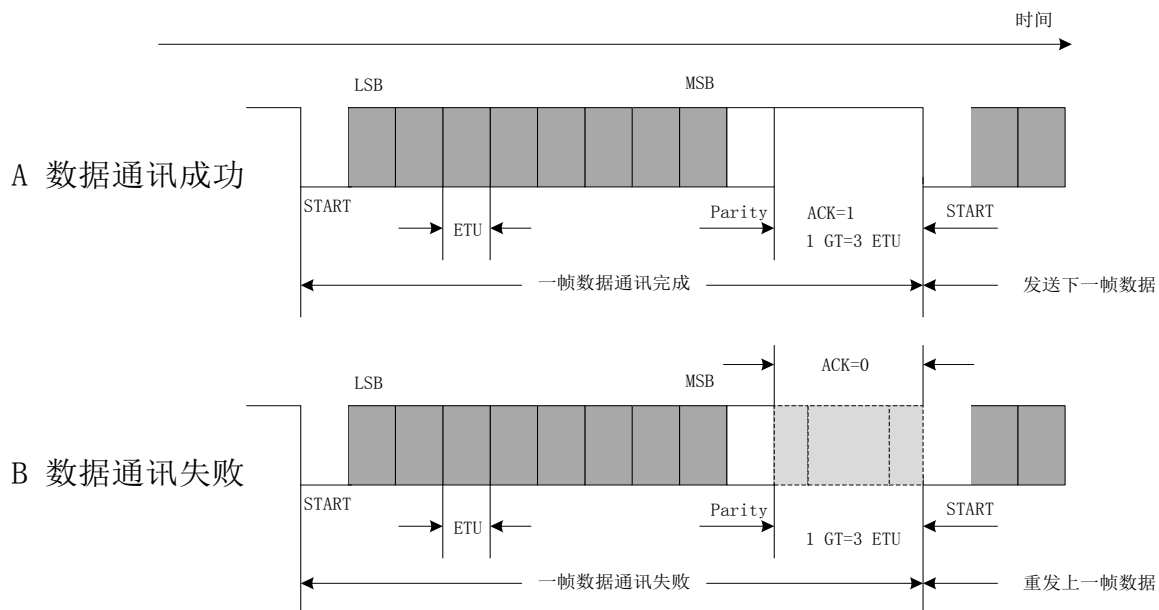 时间
LSB
MSB
A 数据通讯成功
START
ETU
Parity
ACK=1
1 GT=3 ETU
START
一帧数据通讯完成
发送下一帧数据
ACK=0
LSB
MSB
B 数据通讯失败
START
ETU
Parity
1 GT=3 ETU
START
一帧数据通讯失败
重发上一帧数据